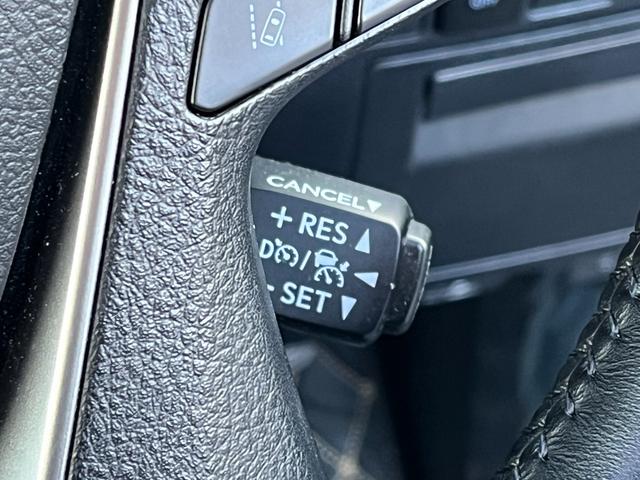 CANCEL▼
+ RES ▲
/ ◀
- SET ▼